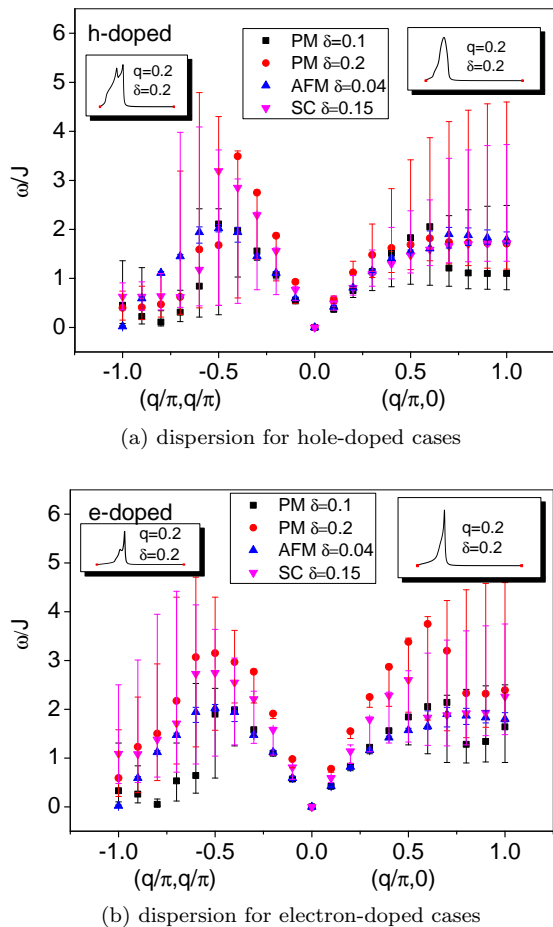 h-doped
q=0.2
δ=0.2
PM δ=0.1
PM δ=0.2
AFM δ=0.04
SC δ=0.15
q=0.2
δ=0.2
ω/J
6
5
4
3
2
1
0
-1.0 -0.5 0.0 0.5 1.0
(q/π,q/π) (q/π,0)
(a) dispersion for hole-doped cases
e-doped
q=0.2
δ=0.2
PM δ=0.1
PM δ=0.2
AFM δ=0.04
SC δ=0.15
q=0.2
δ=0.2
ω/J
6
5
4
3
2
1
0
-1.0 -0.5 0.0 0.5 1.0
(q/π,q/π) (q/π,0)
(b) dispersion for electron-doped cases